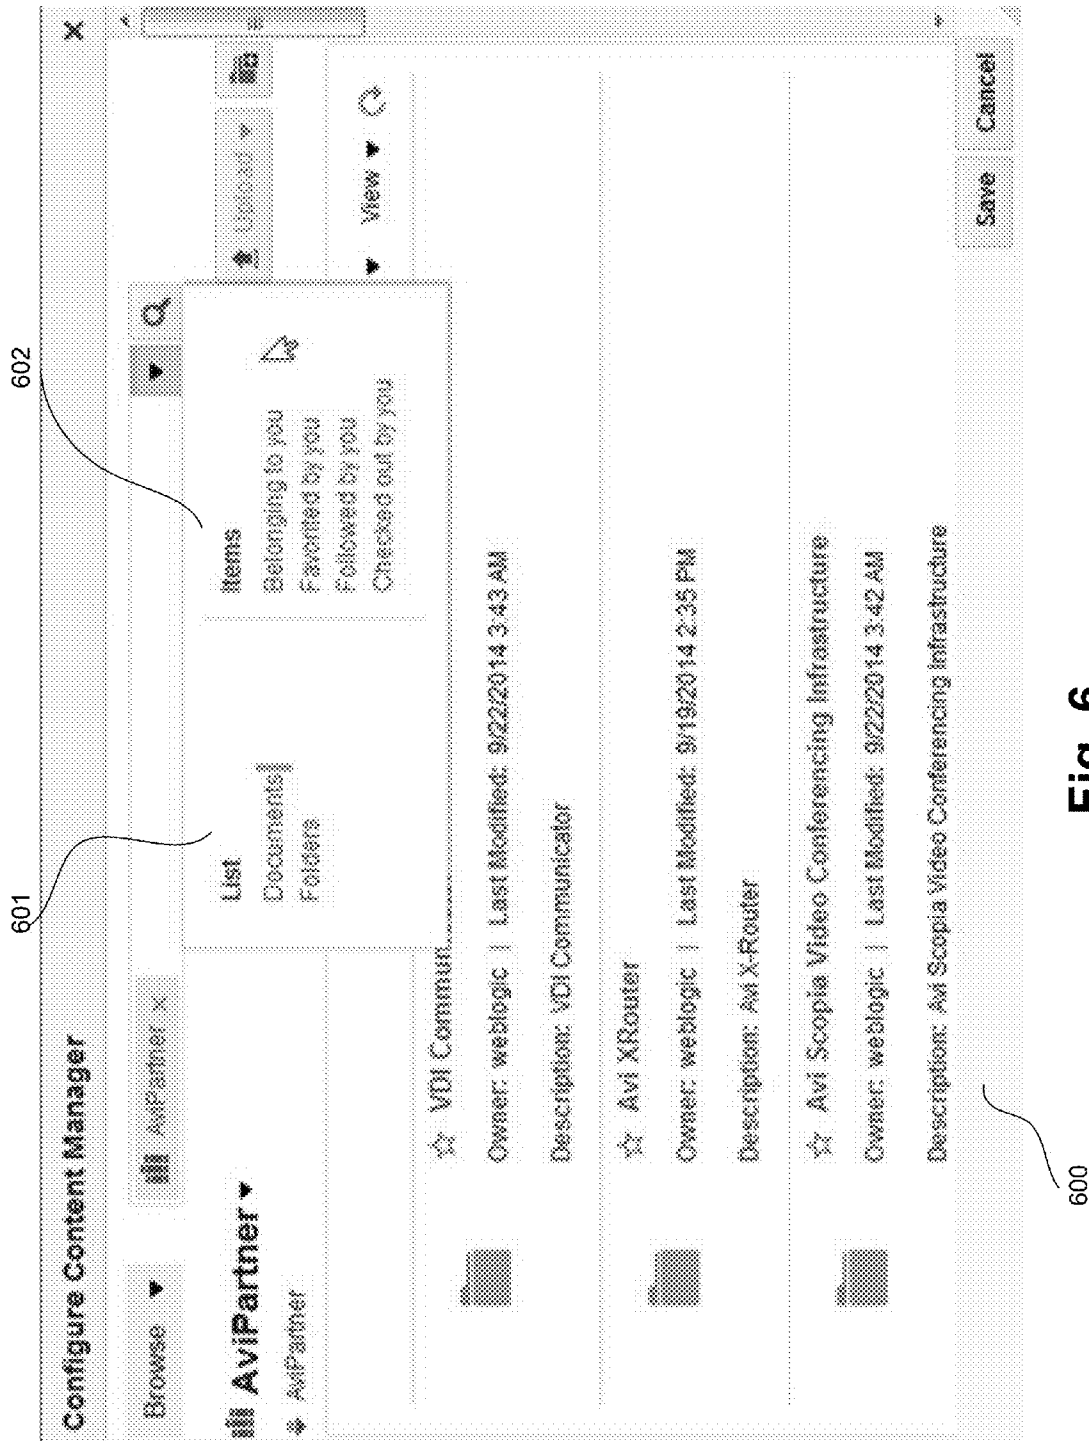 601
602
Configure Content Manager X
Browse ▼ AviPartner x
AviPartner ▼
Upload
AviPartner
List
Documents
Folders
Items
Belonging to you
Favorited by you
Followed by you
Checked out by you
View ▼
VDI Commun
Owner: weblogic | Last Modified: 9/22/2014 3:43 AM
Description: VDI Communicator
Avi XRouter
Owner: weblogic | Last Modified: 9/19/2014 2:35 PM
Description: Avi X-Router
Avi Scopia Video Conferencing Infrastructure
Owner: weblogic | Last Modified: 9/22/2014 3:42 AM
Description: Avi Scopia Video Conferencing Infrastructure
Save Cancel
600
Fig. 6